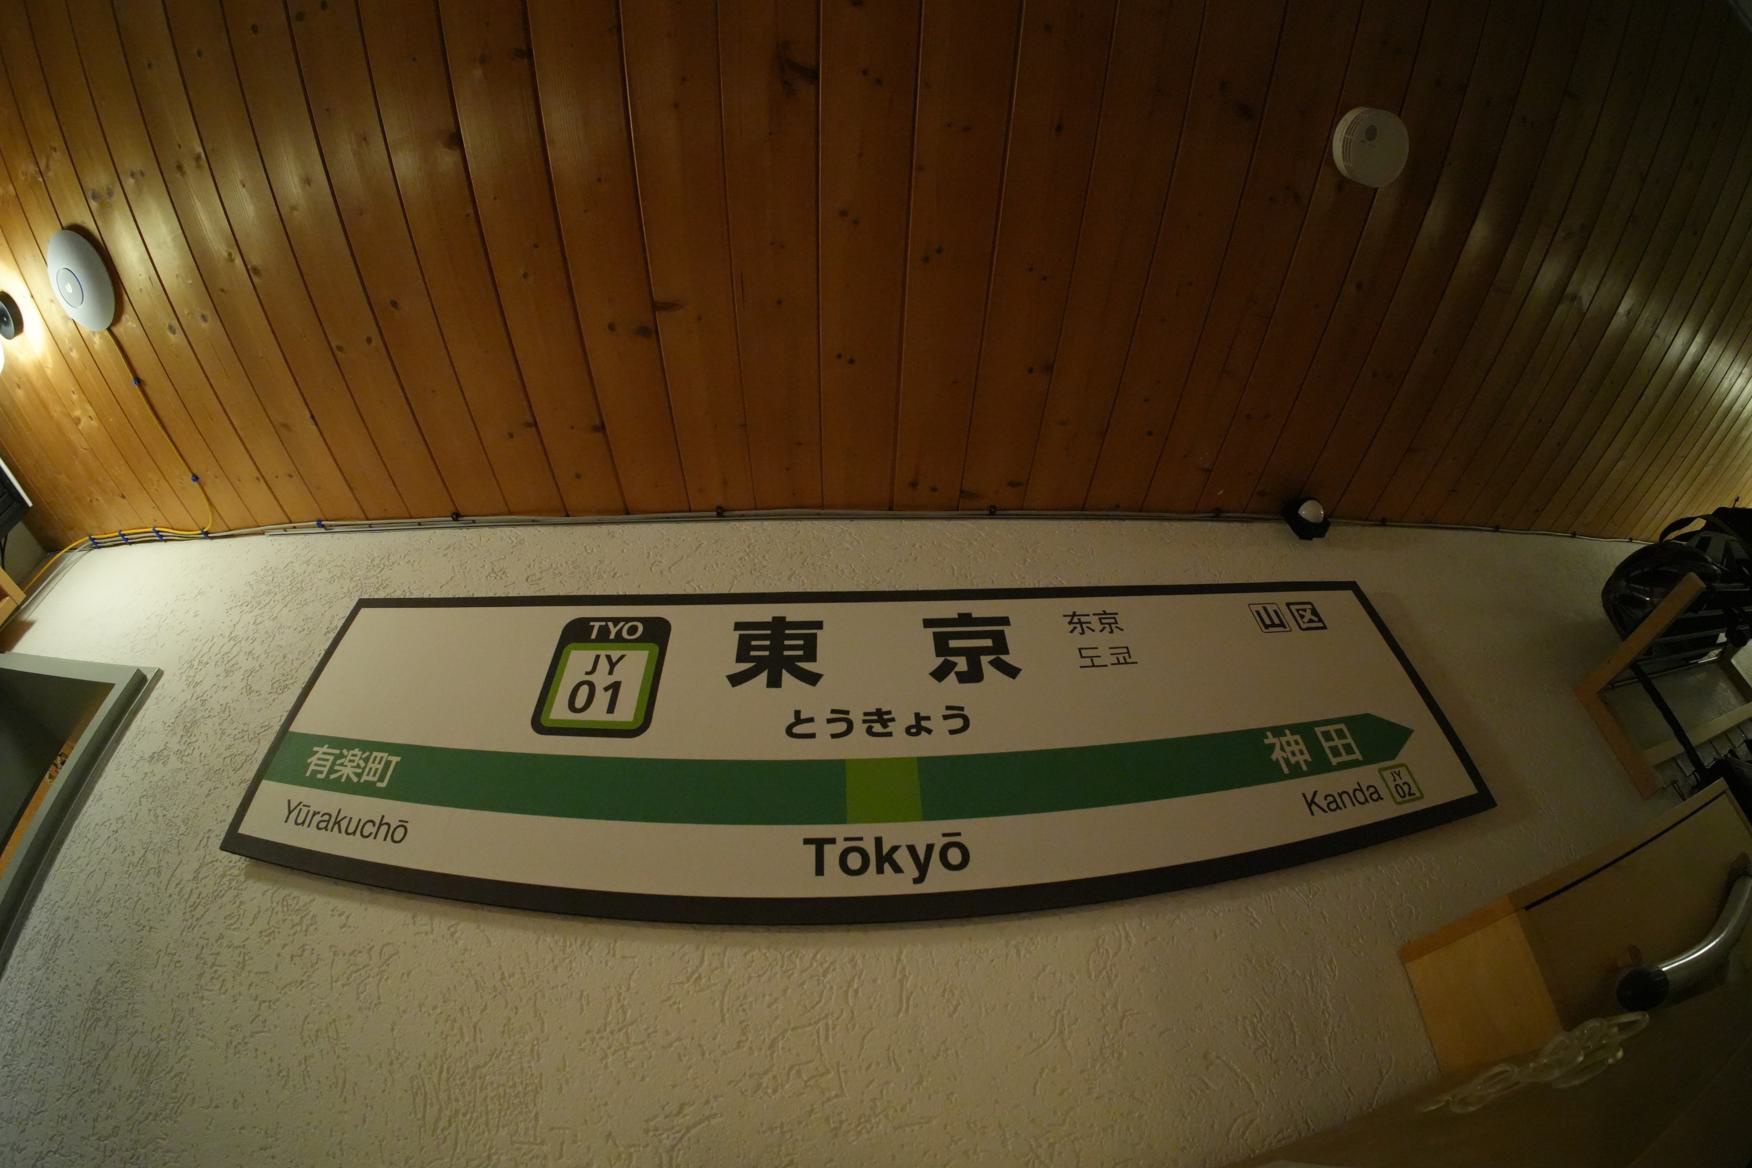 TYO
JY
01
東京
东京
도쿄
山区
とうきょう
有楽町
神田
Yūrakuchō
Kanda
JY
02
Tōkyō